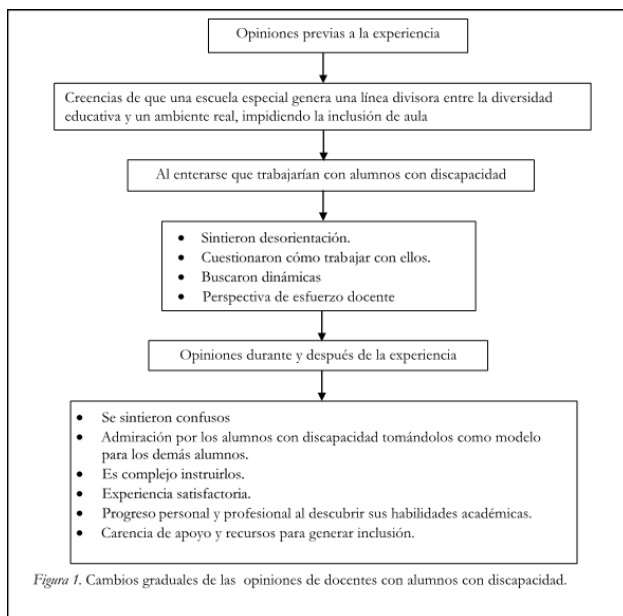 Opiniones previas a la experiencia
Creencias de que una escuela especial genera una línea divisora entre la diversidad
educativa y un ambiente real, impidiendo la inclusión de aula
Al enterarse que trabajarían con alumnos con discapacidad
• Sintieron desorientación.
• Cuestionaron cómo trabajar con ellos.
• Buscaron dinámicas
• Perspectiva de esfuerzo docente
Opiniones durante y después de la experiencia
• Se sintieron confusos
• Admiración por los alumnos con discapacidad tomándolos como modelo
para los demás alumnos.
• Es complejo instruirlos.
• Experiencia satisfactoria.
• Progreso personal y profesional al descubrir sus habilidades académicas.
• Carencia de apoyo y recursos para generar inclusión.
Figura 1. Cambios graduales de las opiniones de docentes con alumnos con discapacidad.